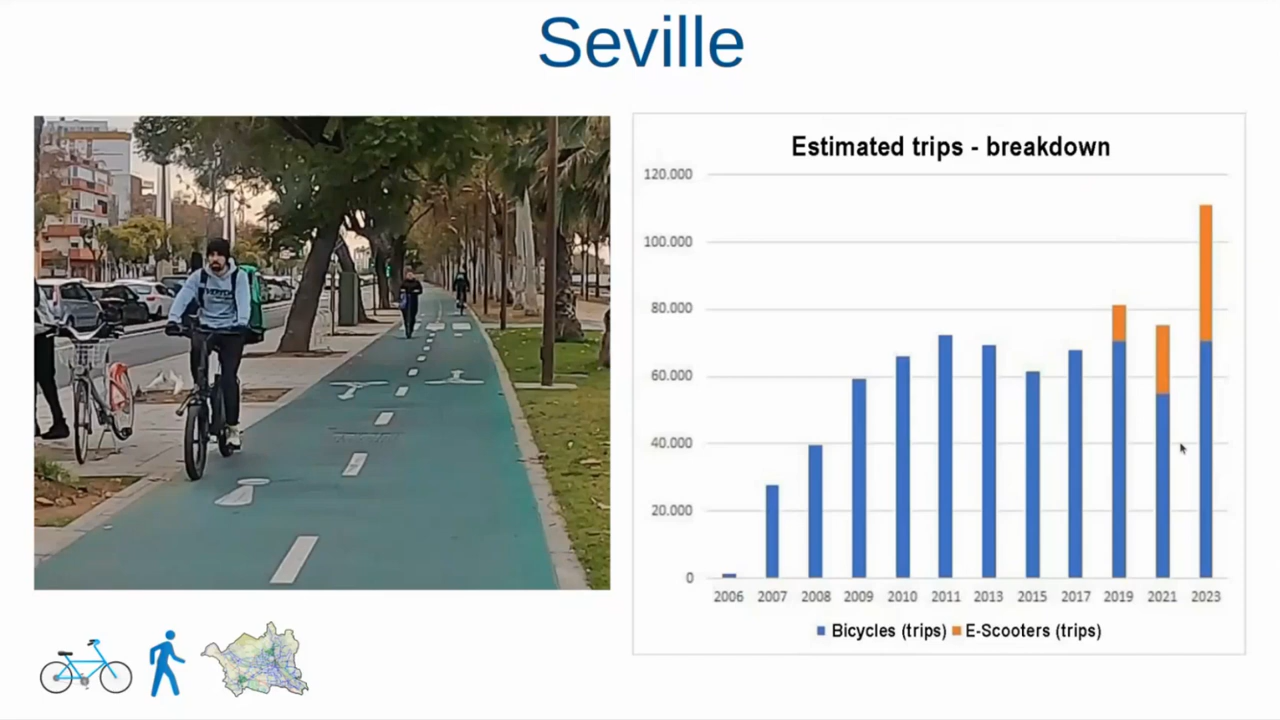 Seville
Estimated trips - breakdown
120.000
100.000
80.000
60.000
40.000
20.000
0
2006 2007 2008 2009 2010 2011 2013 2015 2017 2019 2021 2023
Bicycles (trips) E-Scooters (trips)